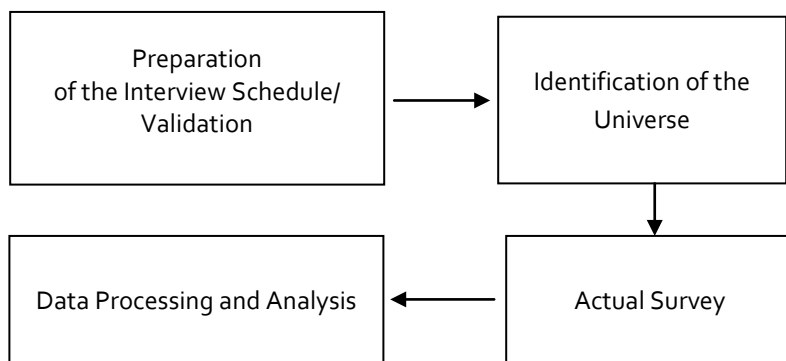 Preparation
of the Interview Schedule/
Validation
Identification of the
Universe
Actual Survey
Data Processing and Analysis